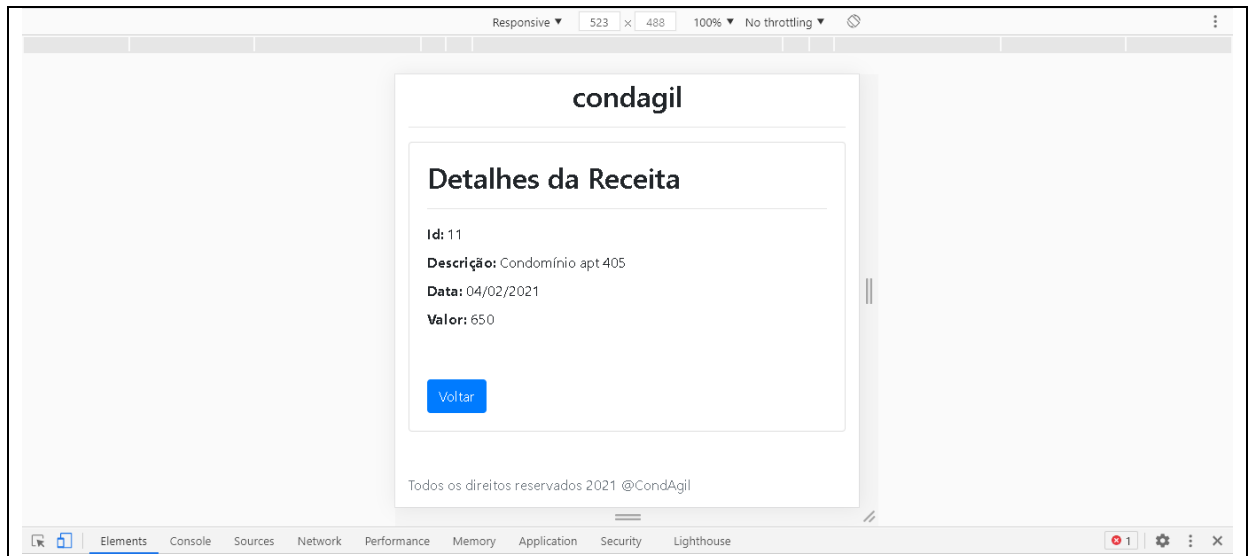 Responsive ▼ 523 × 488 100% ▼ No throttling ▼
condagil
Detalhes da Receita
Id: 11
Descrição: Condomínio apt 405
Data: 04/02/2021
Valor: 650
Voltar
Todos os direitos reservados 2021 @CondAgil
Elements Console Sources Network Performance Memory Application Security Lighthouse 1